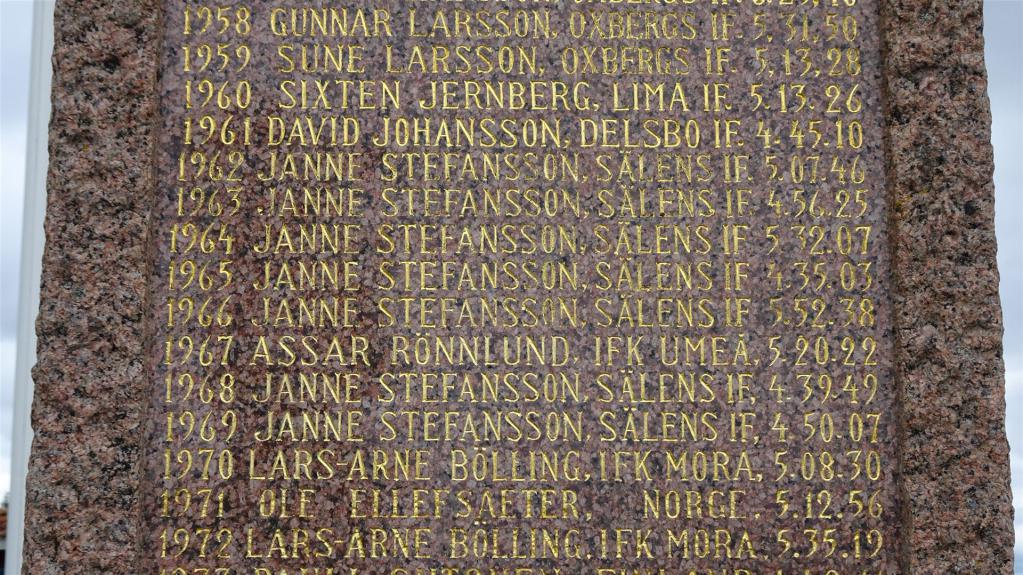 1958 GUNNAR LARSSON, OXBERGS IF. 5,31,50
1959 SUNE LARSSON, OXBERGS IF. 5,13,28
1960 SIXTEN JERNBERG, LIMA IF. 5.13.26
1961 DAVID JOHANSSON, DELSBO IF. 4.45.10
1962 JANNE STEFANSSON, SÄLENS IF. 5.07.46
1963 JANNE STEFANSSON, SÄLENS IF. 4.56.25
1964 JANNE STEFANSSON, SÄLENS IF 5.32.07
1965 JANNE STEFANSSON, SÄLENS IF. 4.35.03
1966 JANNE STEFANSSON, SÄLENS IF. 5.52.38
1967 ASSAR RÖNNLUND, IFK UMEÅ, 5.20.22
1968 JANNE STEFANSSON, SÄLENS IF, 4.39.49
1969 JANNE STEFANSSON, SÄLENS IF, 4.50.07
1970 LARS-ARNE BÖLLING, IFK MORA, 5.08.30
1971 OLE ELLEFSAETER, NORGE. 5.12.56
1972 LARS-ARNE BÖLLING. IFK MORA. 5.35.19